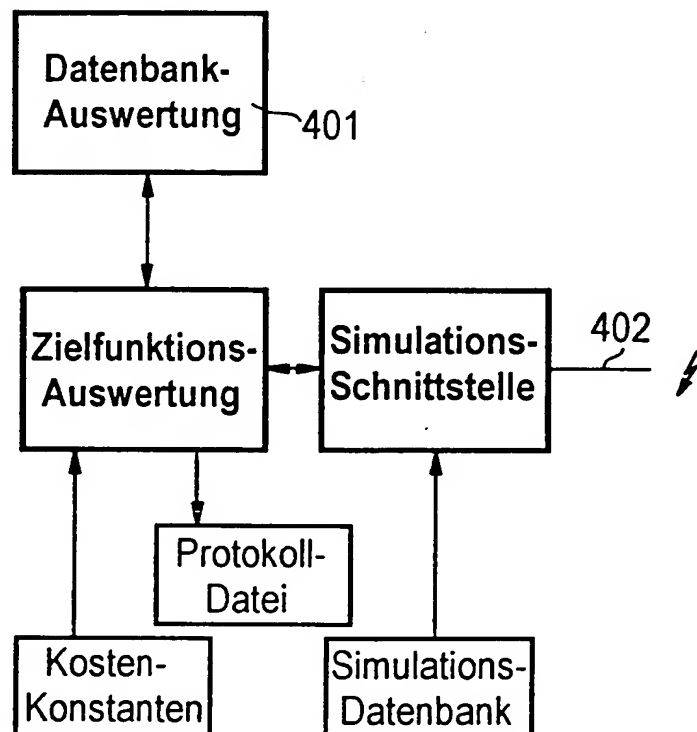 Datenbank-
Auswertung
401
Zielfunktions-
Auswertung
Simulations-
Schnittstelle
402
Protokoll-
Datei
Kosten-
Konstanten
Simulations-
Datenbank